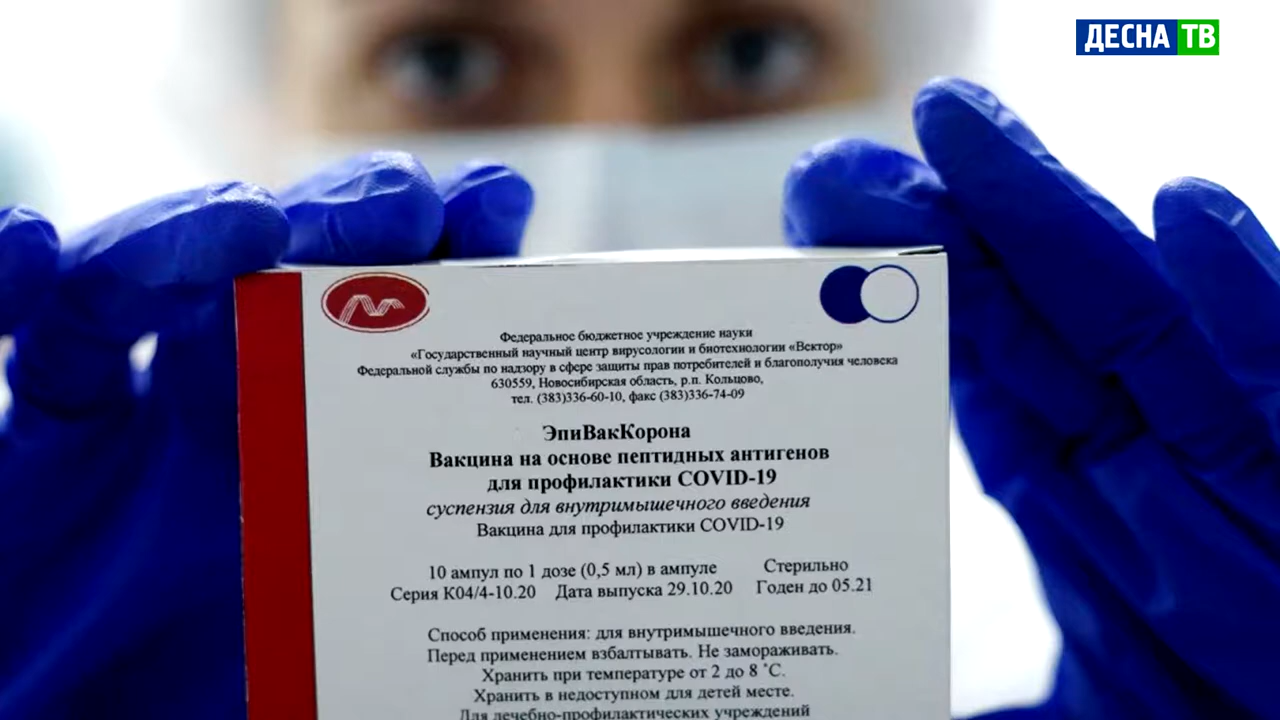 ДЕСНА ТВ
Федеральное бюджетное учреждение науки
«Государственный научный центр вирусологии и биотехнологии «Вектор»
Федеральной службы по надзору в сфере защиты прав потребителей и благополучия человека
630559, Новосибирская область, р.п. Кольцово,
тел. (383)336-60-10, факс (383)336-74-09
ЭпиВакКорона
Вакцина на основе пептидных антигенов
для профилактики COVID-19
суспензия для внутримышечного введения
Вакцина для профилактики COVID-19
10 ампул по 1 дозе (0,5 мл) в ампуле Стерильно
Серия К04/4-10.20 Дата выпуска 29.10.20 Годен до 05.21
Способ применения: для внутримышечного введения.
Перед применением взбалтывать. Не замораживать.
Хранить при температуре от 2 до 8 °С.
Хранить в недоступном для детей месте.
Для лечебно-профилактических учреждений